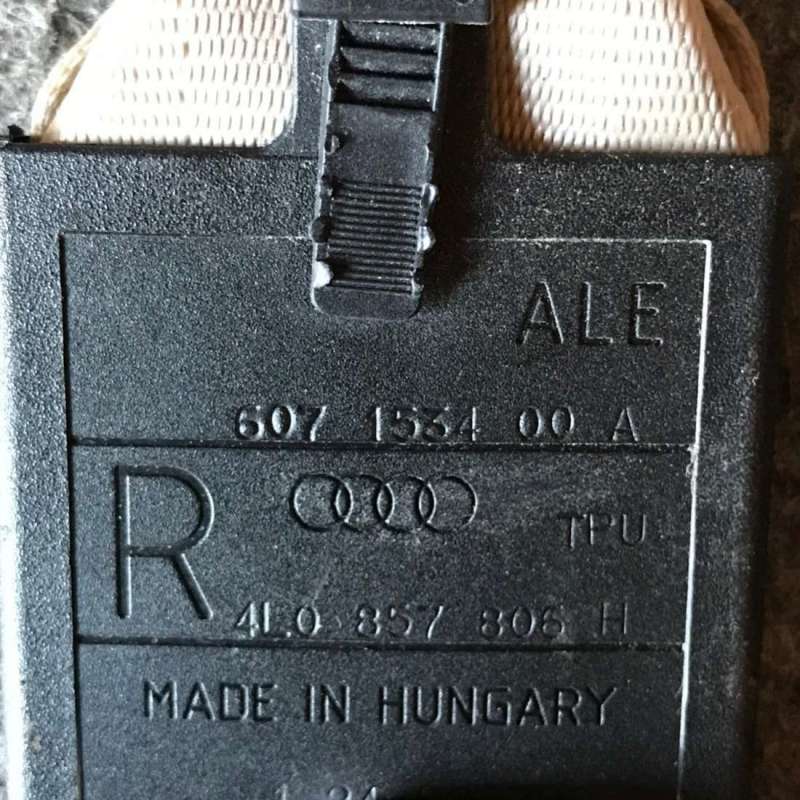 ALE
607 1534 00 A
R
TPU
4L0 857 806 H
MADE IN HUNGARY